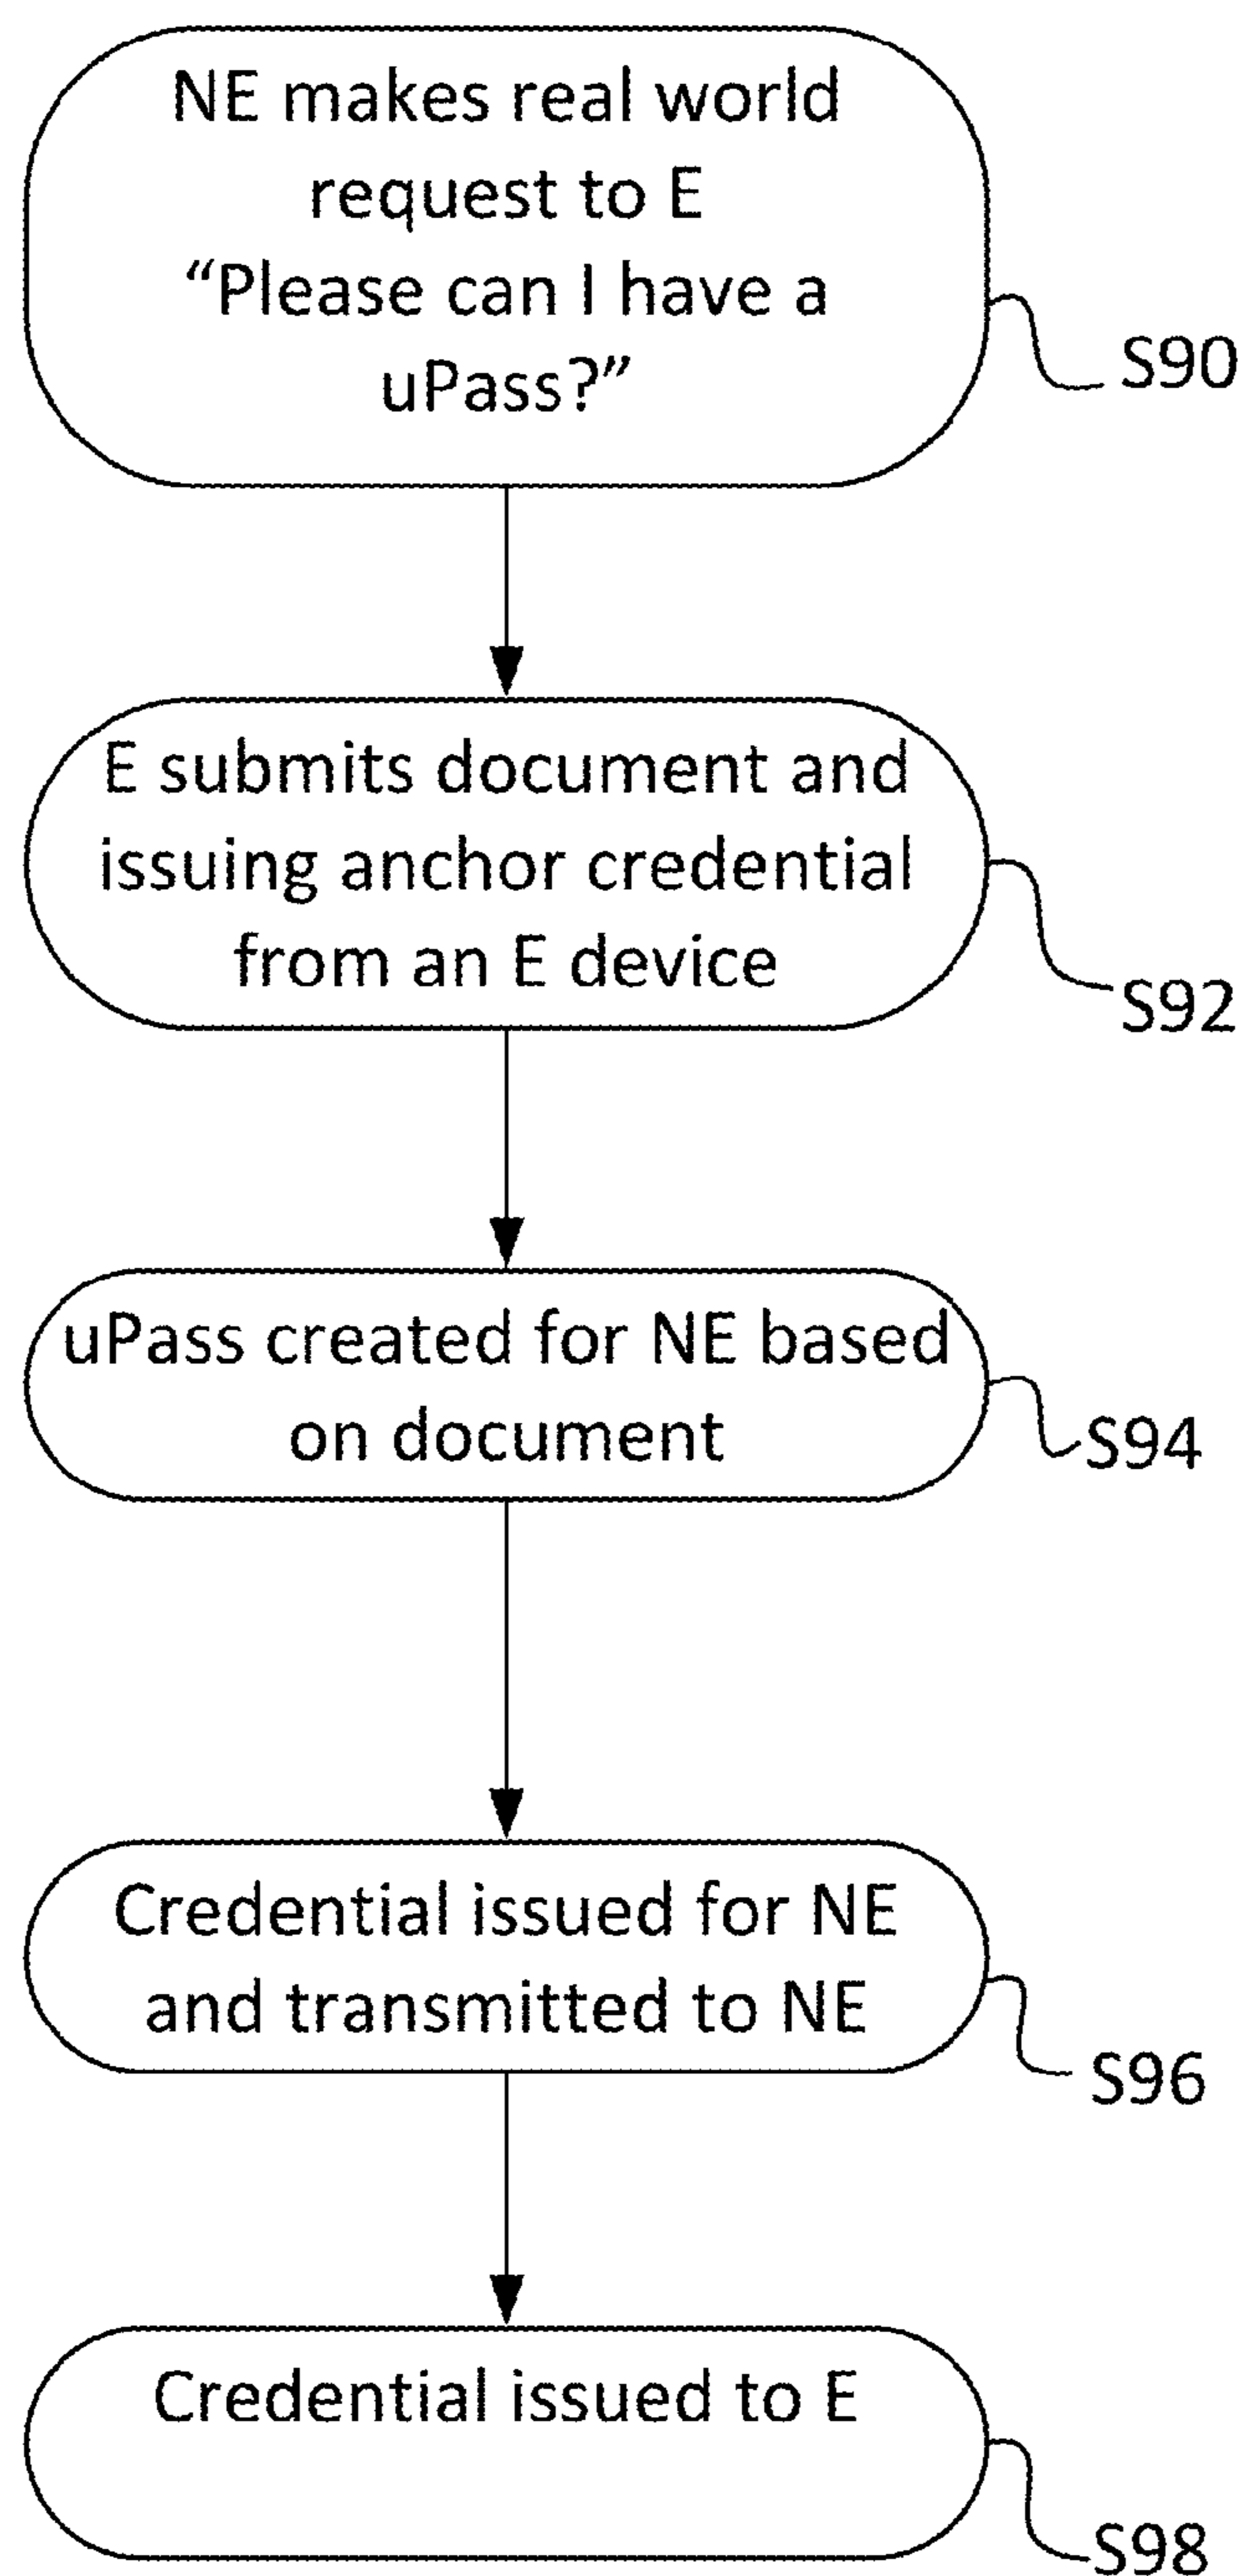 NE makes real world
request to E
“Please can I have a
uPass?”
S90
E submits document and
issuing anchor credential
from an E device
S92
uPass created for NE based
on document
S94
Credential issued for NE
and transmitted to NE
S96
Credential issued to E
S98